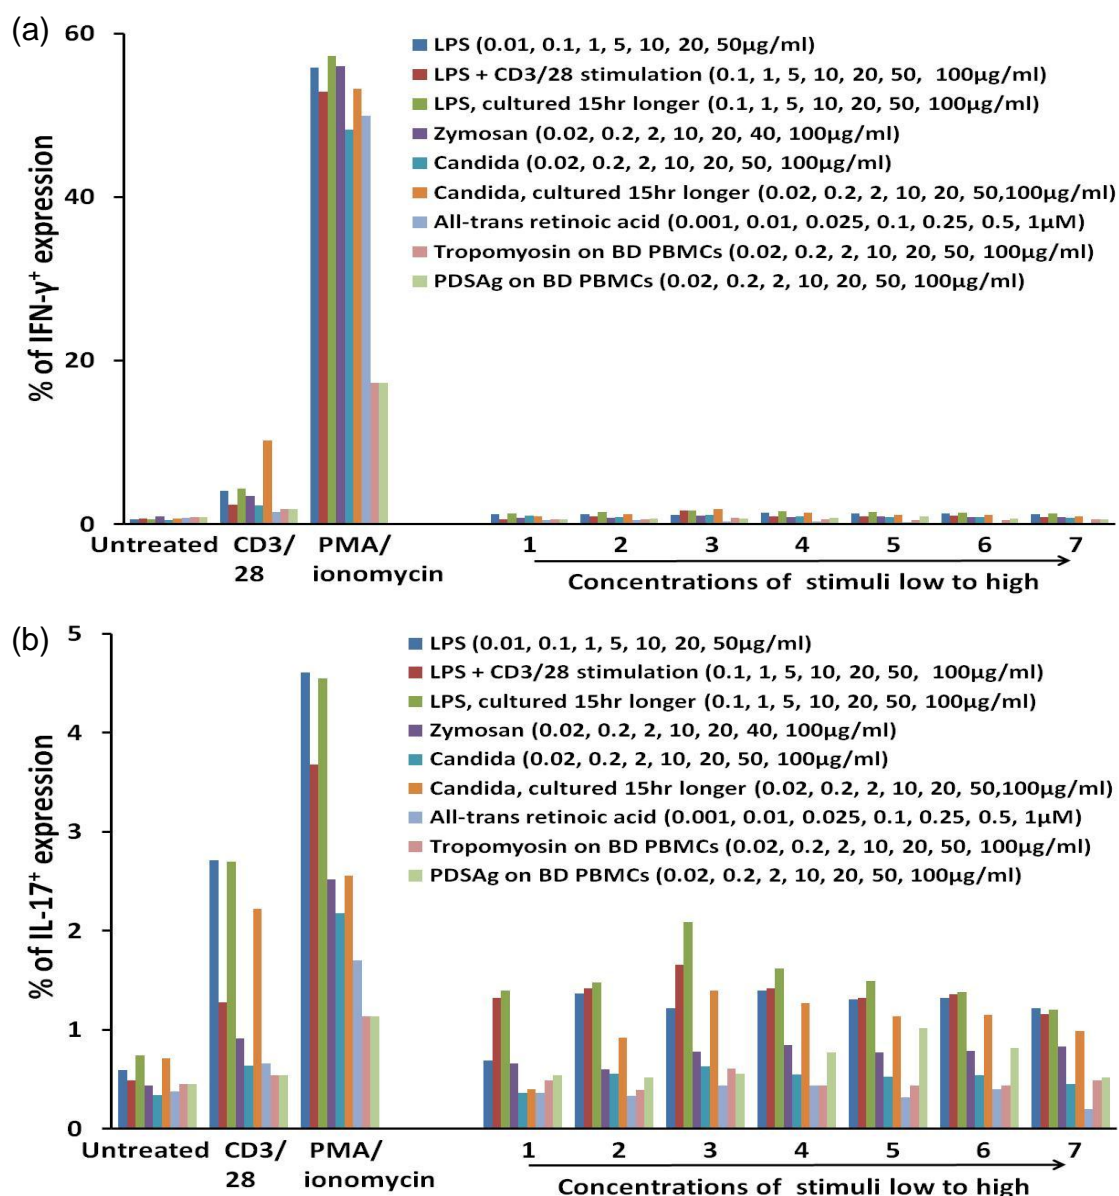 (a)
60
40
20
0
% of IFN-γ⁺ expression
LPS (0.01, 0.1, 1, 5, 10, 20, 50µg/ml)
LPS + CD3/28 stimulation (0.1, 1, 5, 10, 20, 50, 100µg/ml)
LPS, cultured 15hr longer (0.1, 1, 5, 10, 20, 50, 100µg/ml)
Zymosan (0.02, 0.2, 2, 10, 20, 40, 100µg/ml)
Candida (0.02, 0.2, 2, 10, 20, 50, 100µg/ml)
Candida, cultured 15hr longer (0.02, 0.2, 2, 10, 20, 50,100µg/ml)
All-trans retinoic acid (0.001, 0.01, 0.025, 0.1, 0.25, 0.5, 1µM)
Tropomyosin on BD PBMCs (0.02, 0.2, 2, 10, 20, 50, 100µg/ml)
PDSAg on BD PBMCs (0.02, 0.2, 2, 10, 20, 50, 100µg/ml)
Untreated CD3/ PMA/ 1 2 3 4 5 6 7
28 ionomycin
Concentrations of stimuli low to high
(b)
5
4
3
2
1
0
% of IL-17⁺ expression
LPS (0.01, 0.1, 1, 5, 10, 20, 50µg/ml)
LPS + CD3/28 stimulation (0.1, 1, 5, 10, 20, 50, 100µg/ml)
LPS, cultured 15hr longer (0.1, 1, 5, 10, 20, 50, 100µg/ml)
Zymosan (0.02, 0.2, 2, 10, 20, 40, 100µg/ml)
Candida (0.02, 0.2, 2, 10, 20, 50, 100µg/ml)
Candida, cultured 15hr longer (0.02, 0.2, 2, 10, 20, 50,100µg/ml)
All-trans retinoic acid (0.001, 0.01, 0.025, 0.1, 0.25, 0.5, 1µM)
Tropomyosin on BD PBMCs (0.02, 0.2, 2, 10, 20, 50, 100µg/ml)
PDSAg on BD PBMCs (0.02, 0.2, 2, 10, 20, 50, 100µg/ml)
Untreated CD3/ PMA/ 1 2 3 4 5 6 7
28 ionomycin
Concentrations of stimuli low to high